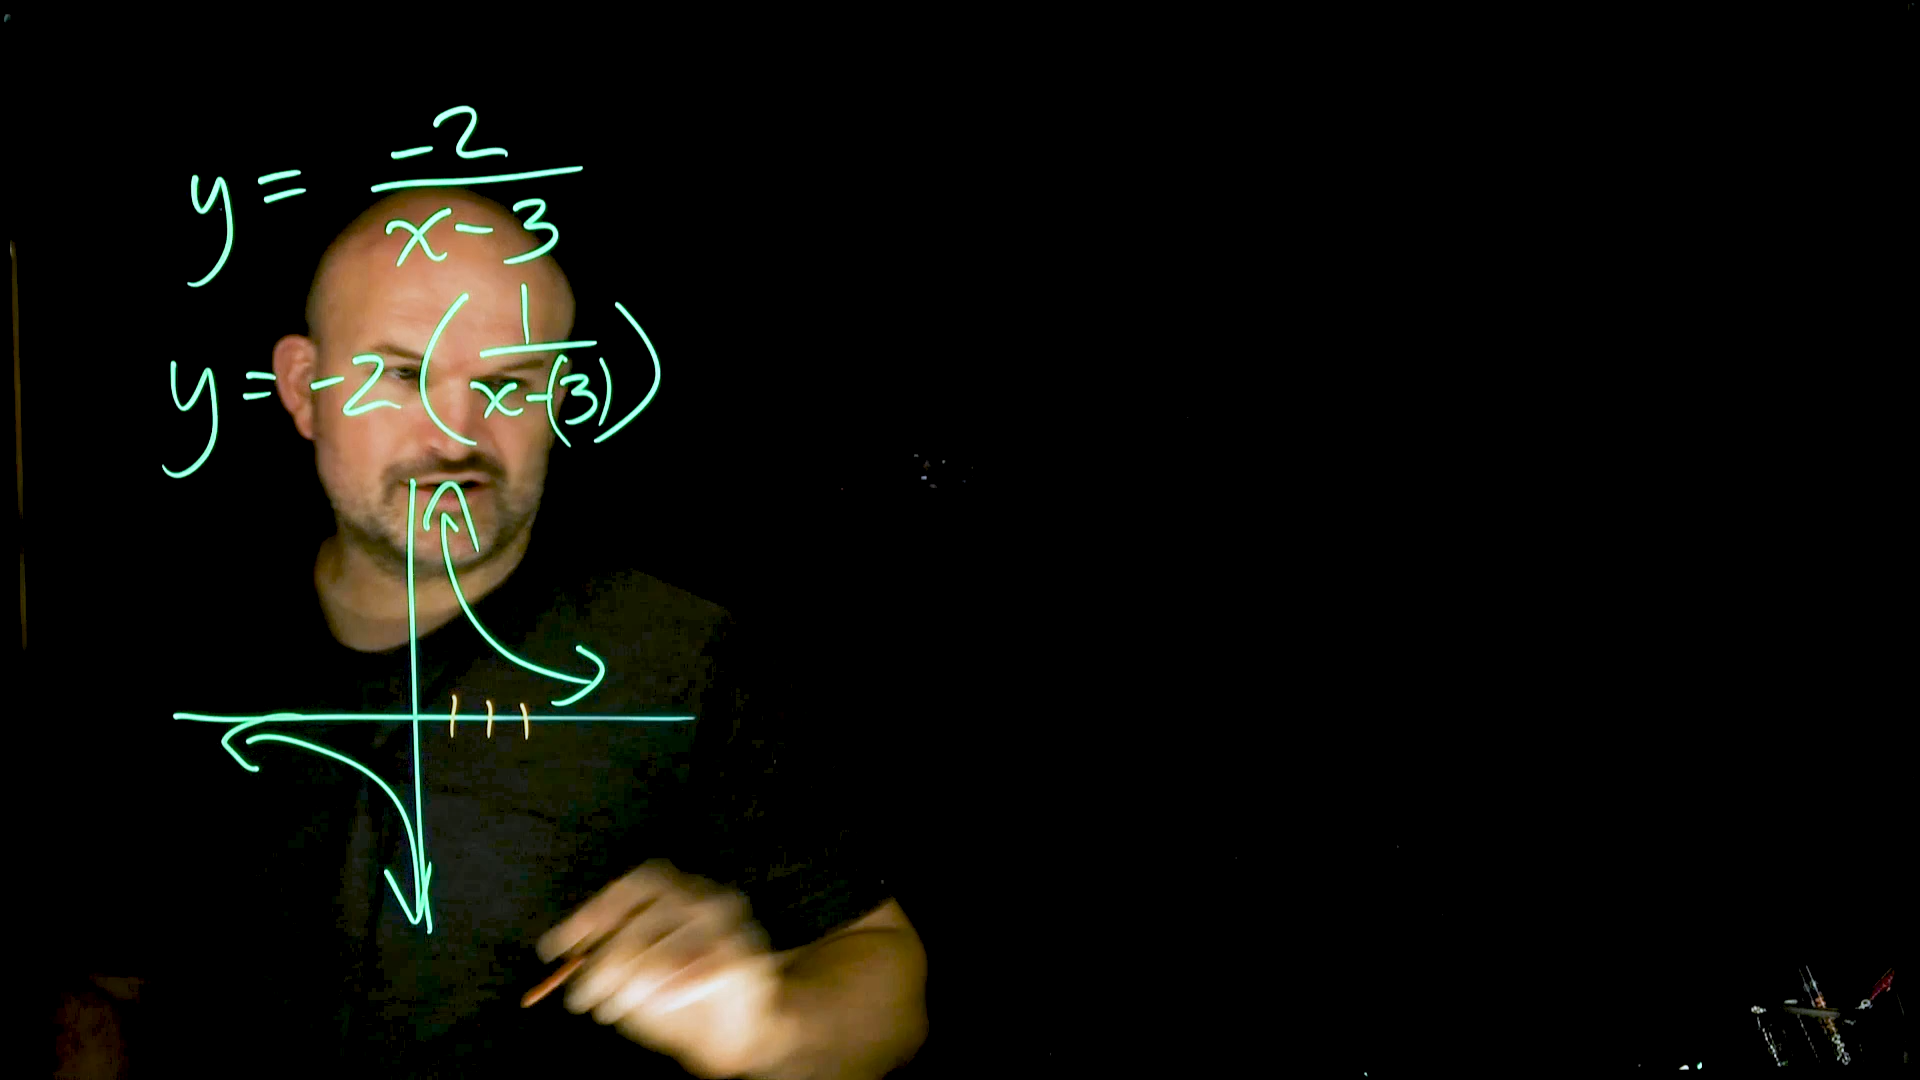 y = -2/(x-3)
y = -2(1/(x-(3)))